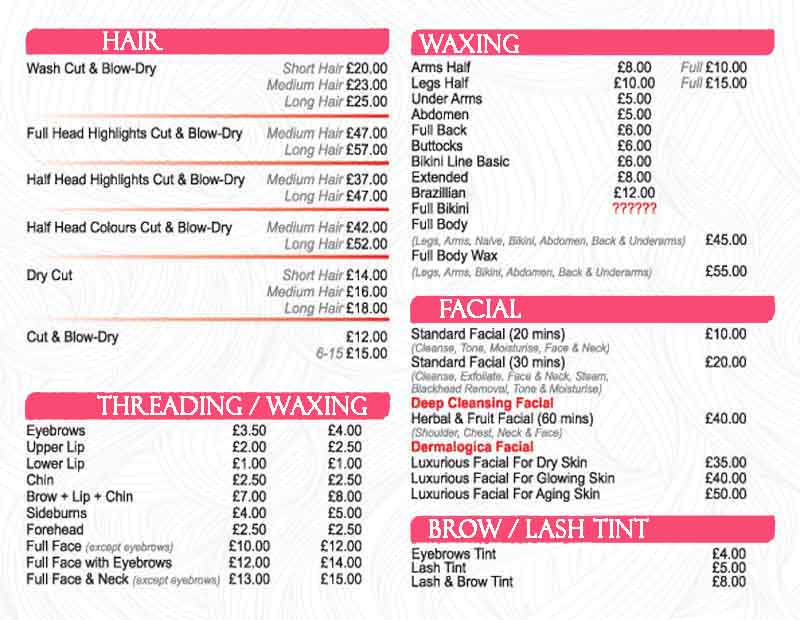 HAIR
Wash Cut & Blow-Dry Short Hair £20.00
Medium Hair £23.00
Long Hair £25.00
Full Head Highlights Cut & Blow-Dry Medium Hair £47.00
Long Hair £57.00
Half Head Highlights Cut & Blow-Dry Medium Hair £37.00
Long Hair £47.00
Half Head Colours Cut & Blow-Dry Medium Hair £42.00
Long Hair £52.00
Dry Cut Short Hair £14.00
Medium Hair £16.00
Long Hair £18.00
Cut & Blow-Dry £12.00
6-15 £15.00
THREADING / WAXING
Eyebrows £3.50 £4.00
Upper Lip £2.00 £2.50
Lower Lip £1.00 £1.00
Chin £2.50 £2.50
Brow + Lip + Chin £7.00 £8.00
Sideburns £4.00 £5.00
Forehead £2.50 £2.50
Full Face (except eyebrows) £10.00 £12.00
Full Face with Eyebrows £12,00 £14.00
Full Face & Neck (except eyebrows) £13.00 £15.00
WAXING
Arms Half £8.00 Full £10.00
Legs Half £10.00 Full £15.00
Under Arms £5.00
Abdomen £5.00
Full Back £6.00
Buttocks £6.00
Bikini Line Basic £6.00
Extended £8.00
Brazillian £12.00
Full Bikini ??????
Full Body
(Legs, Arms, Naive, Bikini, Abdomen, Back & Underarms) £45.00
Full Body Wax
(Legs, Arms, Bikini, Abdomen, Back & Underarms) £55.00
FACIAL
Standard Facial (20 mins) £10.00
(Cleanse, Tone, Moisturise, Face & Neck)
Standard Facial (30 mins) £20.00
(Cleanse, Exfoliate, Face & Neck, Steam,
Blackhead Removal, Tone & Moisturise)
Deep Cleansing Facial
Herbal & Fruit Facial (60 mins) £40.00
(Shoulder, Chest, Neck & Face)
Dermalogica Facial
Luxurious Facial For Dry Skin £35.00
Luxurious Facial For Glowing Skin £40.00
Luxurious Facial For Aging Skin £50.00
BROW / LASH TINT
Eyebrows Tint £4.00
Lash Tint £5.00
Lash & Brow Tint £8.00